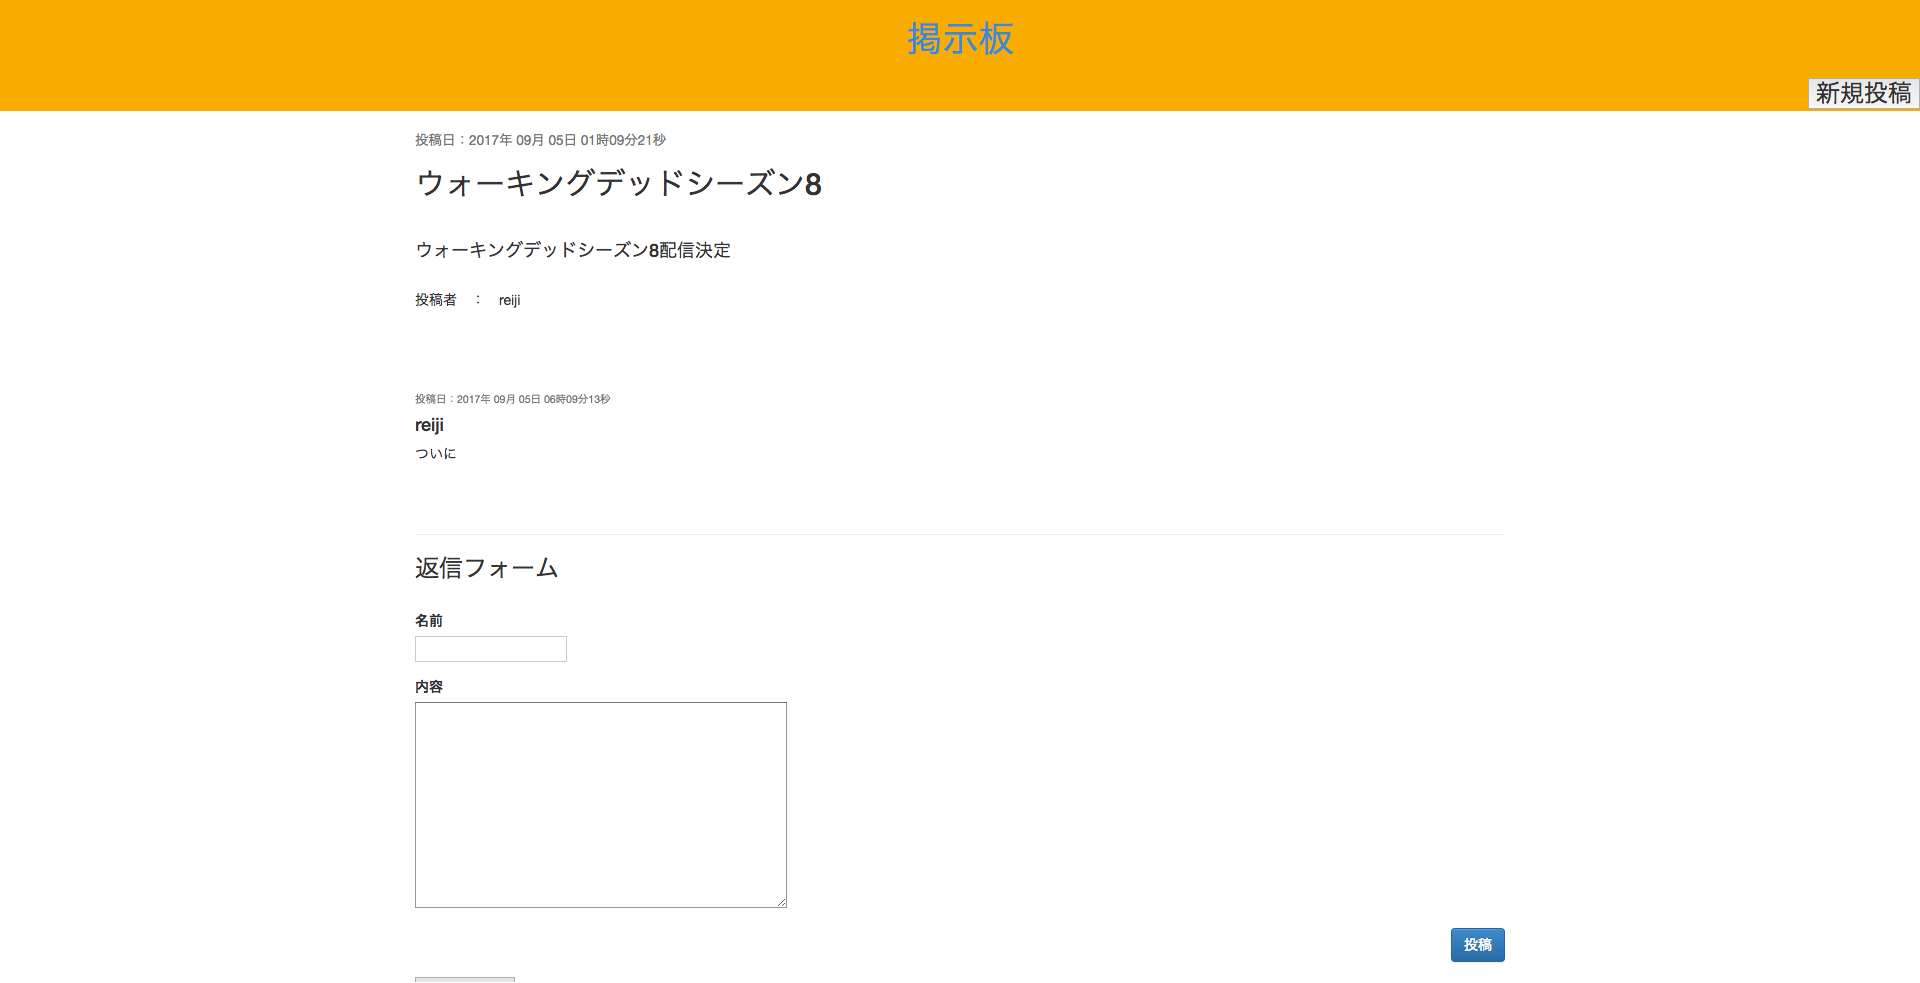 掲示板
新規投稿
投稿日：2017年 09月 05日 01時09分21秒
ウォーキングデッドシーズン8
ウォーキングデッドシーズン8配信決定
投稿者　：　reiji
投稿日：2017年 09月 05日 06時09分13秒
reiji
ついに
返信フォーム
名前
内容
投稿